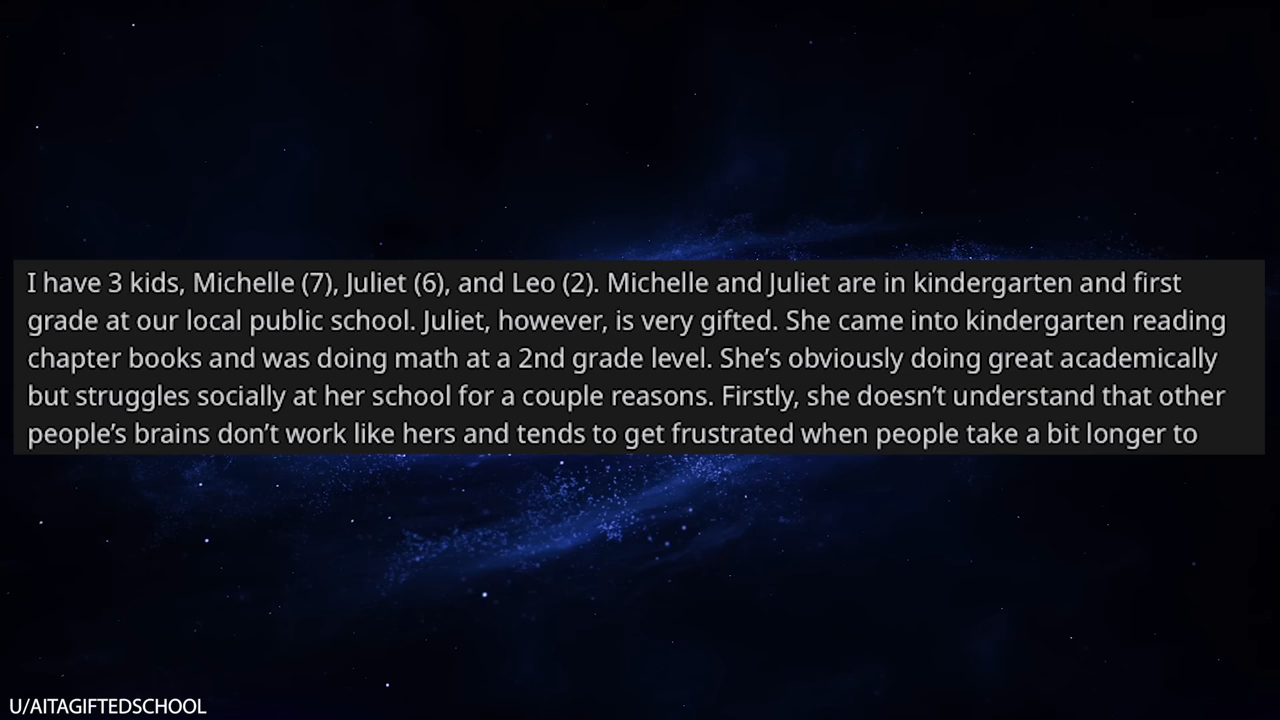 I have 3 kids, Michelle (7), Juliet (6), and Leo (2). Michelle and Juliet are in kindergarten and first
grade at our local public school. Juliet, however, is very gifted. She came into kindergarten reading
chapter books and was doing math at a 2nd grade level. She’s obviously doing great academically
but struggles socially at her school for a couple reasons. Firstly, she doesn’t understand that other
people’s brains don’t work like hers and tends to get frustrated when people take a bit longer to
U/AITAGIFTEDSCHOOL